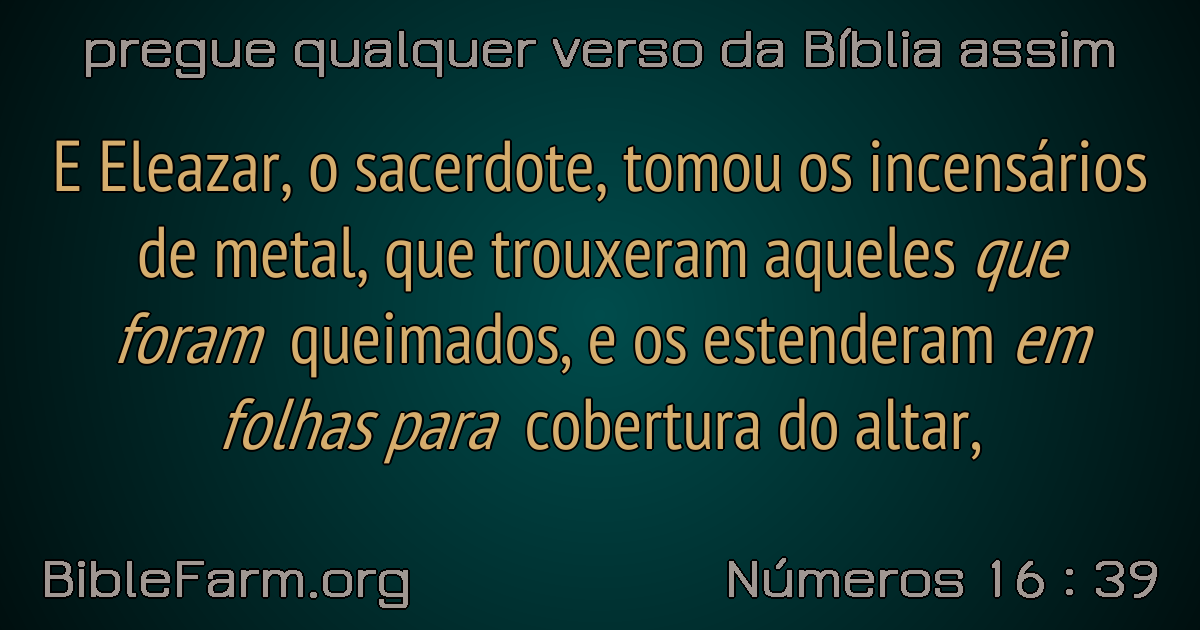 pregue qualquer verso da Bíblia assim
E Eleazar, o sacerdote, tomou os incensários
de metal, que trouxeram aqueles que
foram queimados, e os estenderam em
folhas para cobertura do altar,
BibleFarm.org
Números 16 : 39